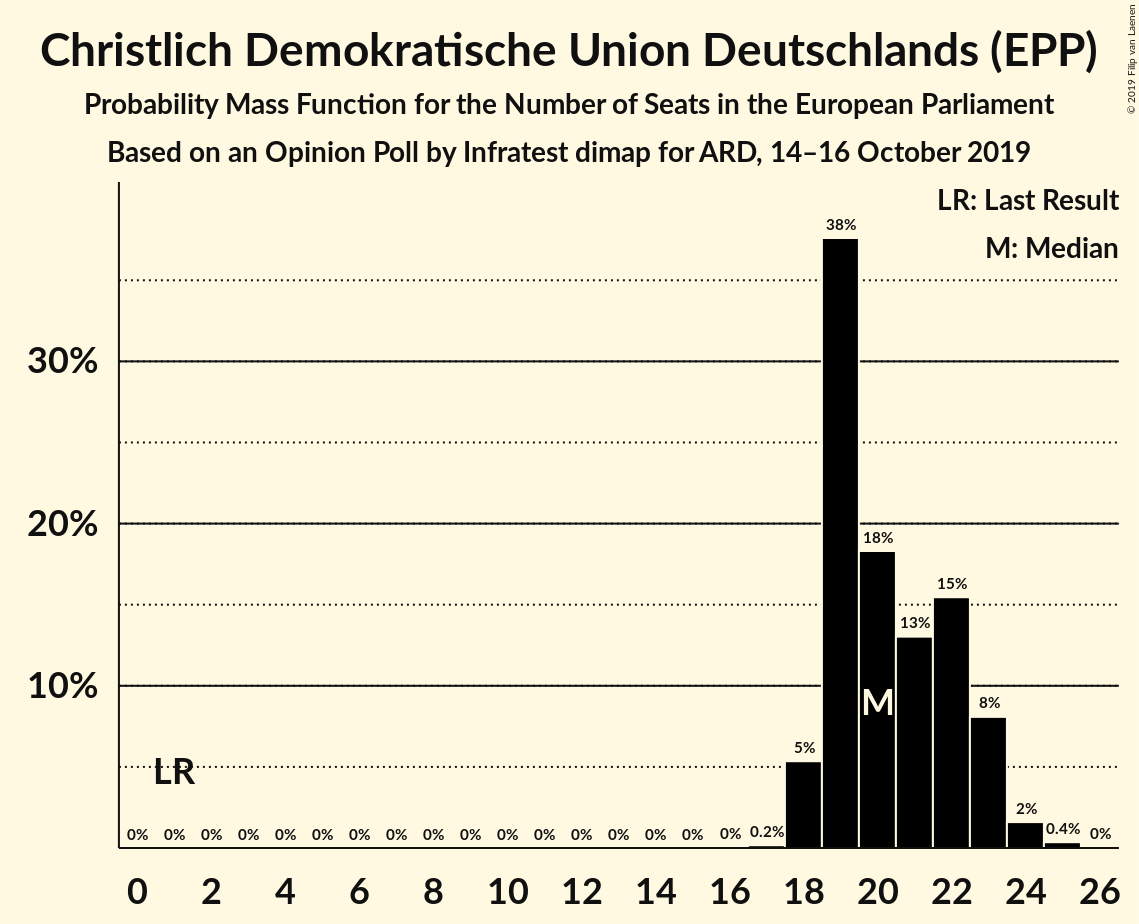 Christlich Demokratische Union Deutschlands (EPP)
Probability Mass Function for the Number of Seats in the European Parliament
Based on an Opinion Poll by Infratest dimap for ARD, 14–16 October 2019
© 2019 Filip van Laenen
LR: Last Result
M: Median
38%
30%
20%
18%
15%
13%
10%
M
8%
5%
LR
2%
0% 0% 0% 0% 0% 0% 0% 0% 0% 0% 0% 0% 0% 0% 0% 0% 0% 0.2% 0.4% 0%
0 2 4 6 8 10 12 14 16 18 20 22 24 26